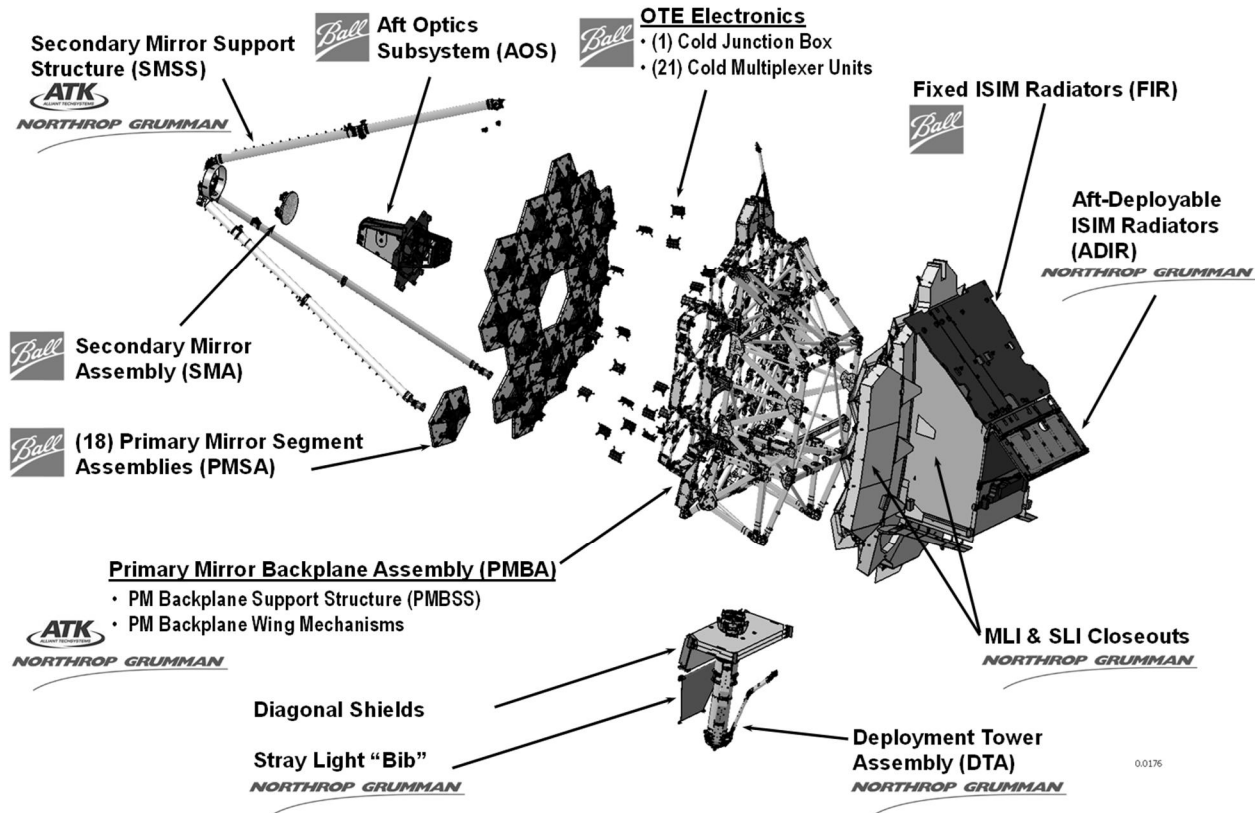 Secondary Mirror Support
Structure (SMSS)
ATK
ALLIANT TECHSYSTEMS
NORTHROP GRUMMAN
Ball
Aft Optics
Subsystem (AOS)
Ball
OTE Electronics
• (1) Cold Junction Box
• (21) Cold Multiplexer Units
Fixed ISIM Radiators (FIR)
Ball
Aft-Deployable
ISIM Radiators
(ADIR)
NORTHROP GRUMMAN
Ball
Secondary Mirror
Assembly (SMA)
Ball
(18) Primary Mirror Segment
Assemblies (PMSA)
Primary Mirror Backplane Assembly (PMBA)
• PM Backplane Support Structure (PMBSS)
• PM Backplane Wing Mechanisms
ATK
ALLIANT TECHSYSTEMS
NORTHROP GRUMMAN
MLI & SLI Closeouts
NORTHROP GRUMMAN
Diagonal Shields
Stray Light “Bib”
NORTHROP GRUMMAN
Deployment Tower
Assembly (DTA)
NORTHROP GRUMMAN
0.0176